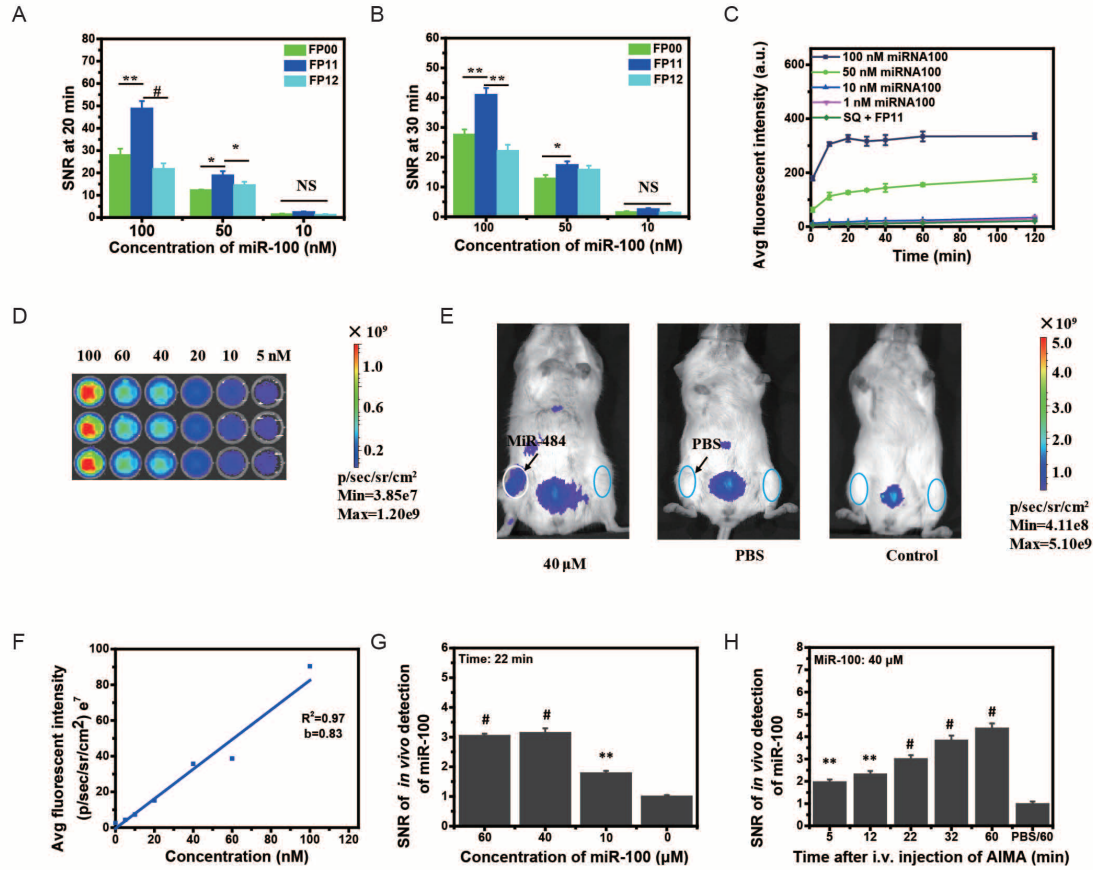 A
SNR at 20 min
90
80
70
60
50
40
30
20
10
0
FP00
FP11
FP12
**
#
*
*
NS
100
50
10
Concentration of miR-100 (nM)
B
SNR at 30 min
60
50
40
30
20
10
0
FP00
FP11
FP12
**
**
*
NS
100
50
10
Concentration of miR-100 (nM)
C
Avg fluorescent intensity (a.u.)
600
300
200
100
0
100 nM miRNA100
50 nM miRNA100
10 nM miRNA100
1 nM miRNA100
SQ + FP11
0 20 40 60 80 100 120
Time (min)
D
100 60 40 20 10 5 nM
× 10⁹
1.0
0.8
0.6
0.4
0.2
p/sec/sr/cm²
Min=3.85e7
Max=1.20e9
E
MiR-484
PBS
40 µM
PBS
Control
× 10⁹
5.0
4.0
3.0
2.0
1.0
p/sec/sr/cm²
Min=4.11e8
Max=5.10e9
F
Avg fluorescent intensity
(p/sec/sr/cm²) e⁷
100
80
60
40
20
0
R²=0.97
b=0.83
0 20 40 60 80 100 120
Concentration (nM)
G
SNR of in vivo detection
of miR-100
6
5
4
3
2
1
0
Time: 22 min
#
#
**
60
40
10
0
Concentration of miR-100 (µM)
H
SNR of in vivo detection
of miR-100
8
7
6
5
4
3
2
1
0
MiR-100: 40 µM
**
**
#
#
#
5
12
22
32
60
PBS/60
Time after i.v. injection of AIMA (min)